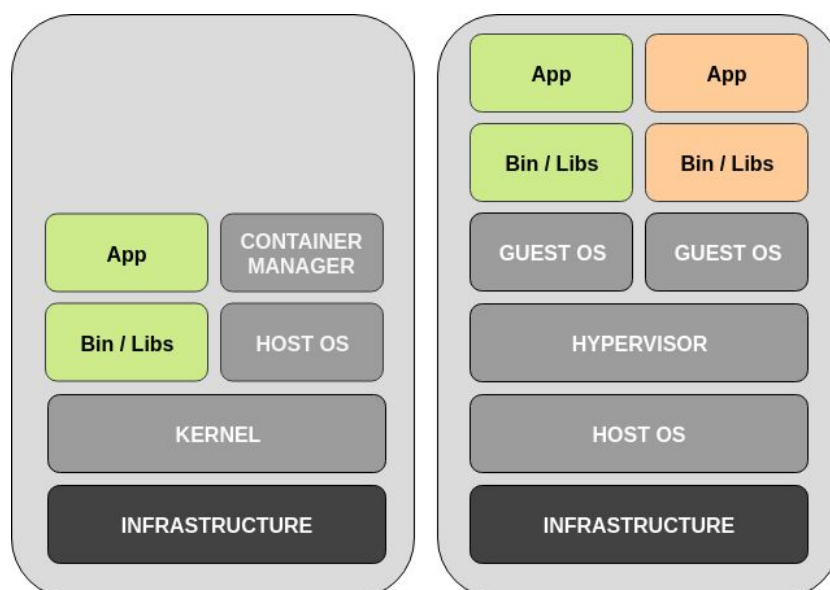 App
CONTAINER
MANAGER
Bin / Libs
HOST OS
KERNEL
INFRASTRUCTURE
App
App
Bin / Libs
Bin / Libs
GUEST OS
GUEST OS
HYPERVISOR
HOST OS
INFRASTRUCTURE